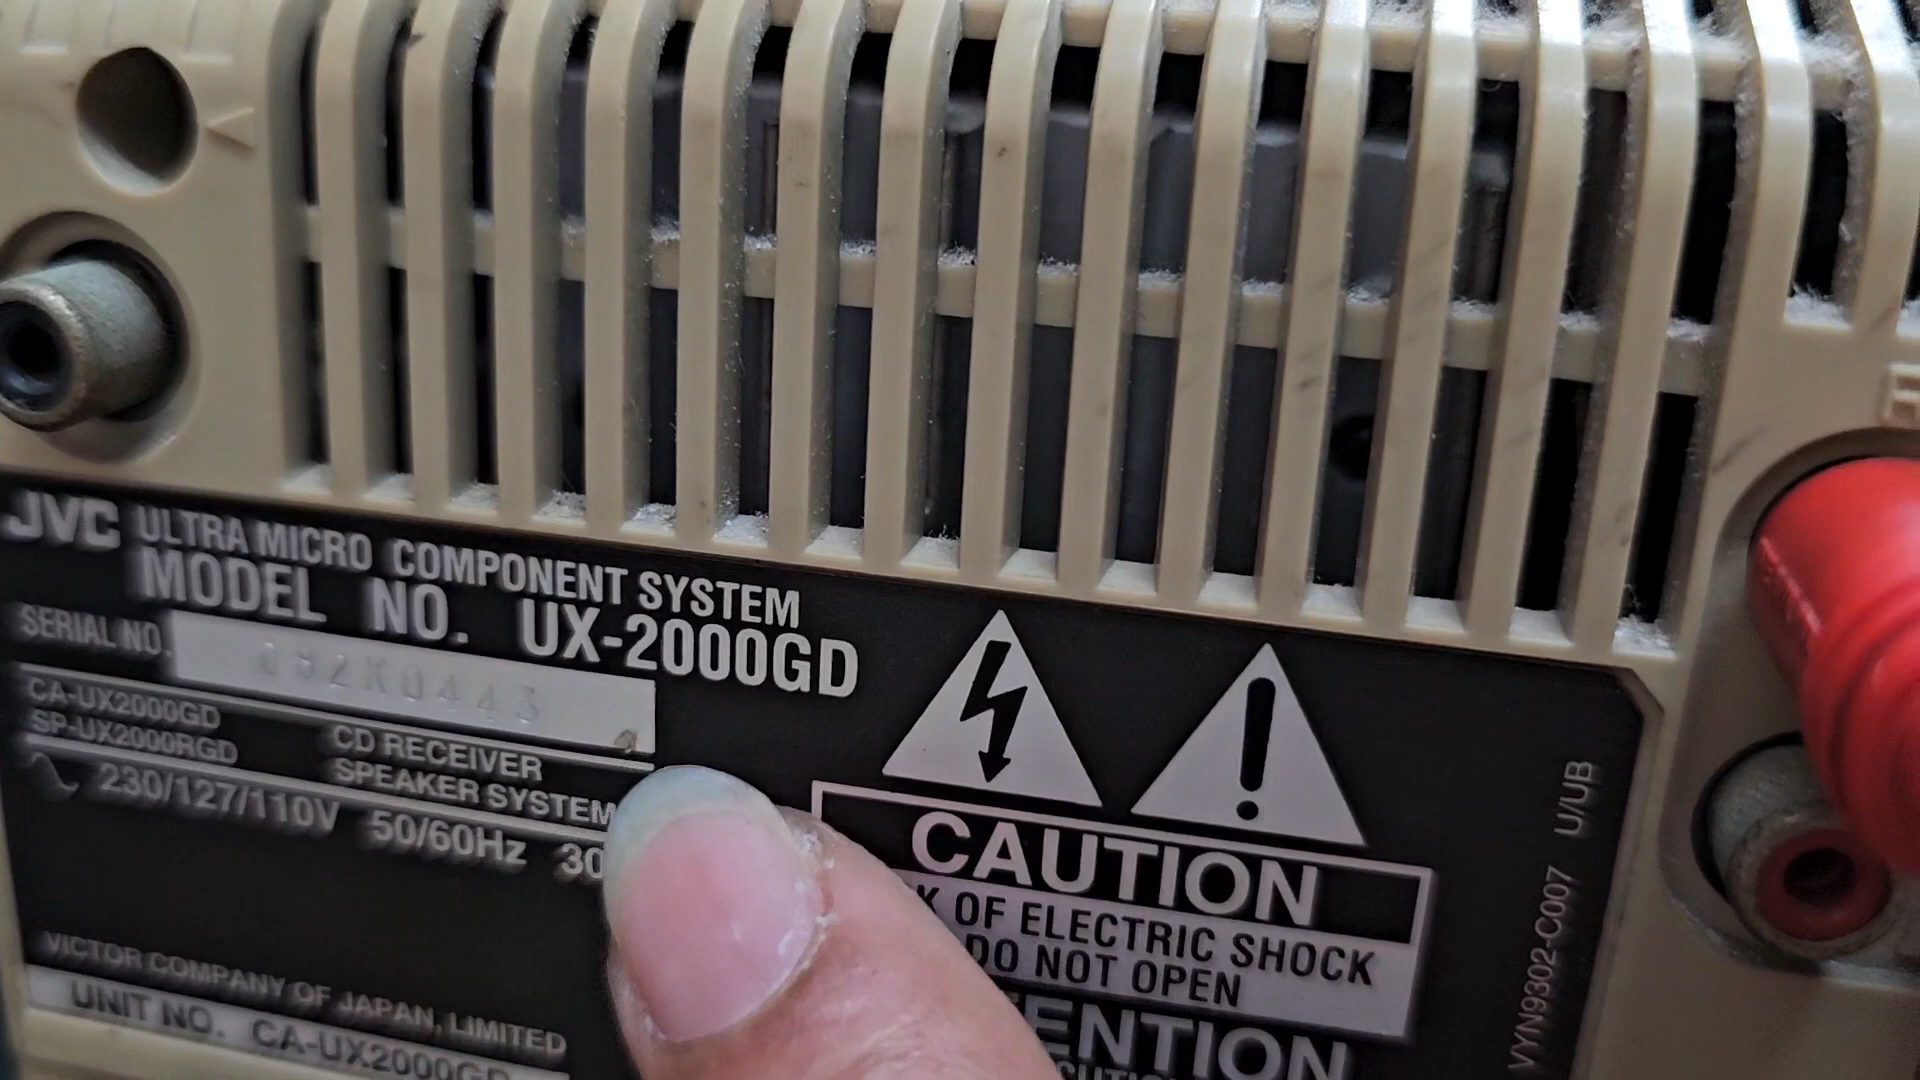 JVC ULTRA MICRO COMPONENT SYSTEM
MODEL NO. UX-2000GD
SERIAL NO.
CA-UX2000GD CD RECEIVER
SP-UX2000RGD SPEAKER SYSTEM
230/127/110V 50/60Hz 30
VICTOR COMPANY OF JAPAN, LIMITED
UNIT NO. CA-UX2000GD
CAUTION
K OF ELECTRIC SHOCK
DO NOT OPEN
ENTION
VYN9302-C007 U/UB